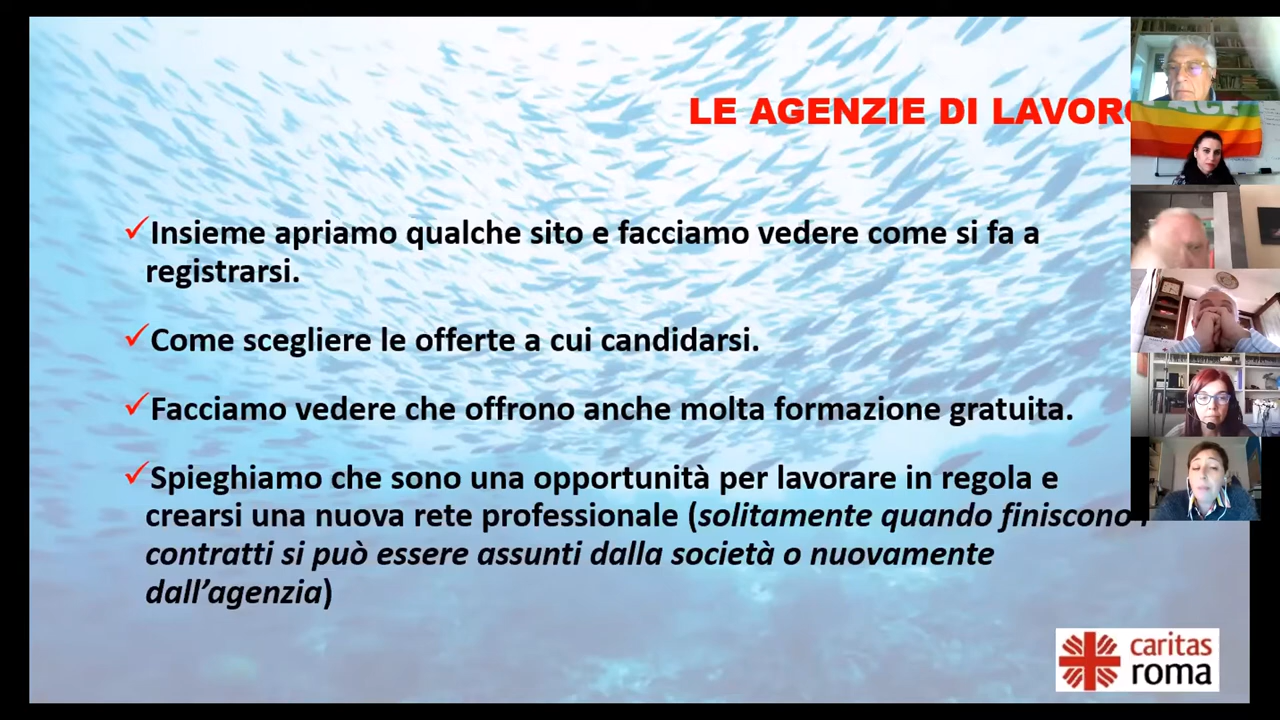 LE AGENZIE DI LAVORO
✓Insieme apriamo qualche sito e facciamo vedere come si fa a
registrarsi.
✓Come scegliere le offerte a cui candidarsi.
✓Facciamo vedere che offrono anche molta formazione gratuita.
✓Spieghiamo che sono una opportunità per lavorare in regola e
crearsi una nuova rete professionale (solitamente quando finiscono
contratti si può essere assunti dalla società o nuovamente
dall’agenzia)
caritas
roma